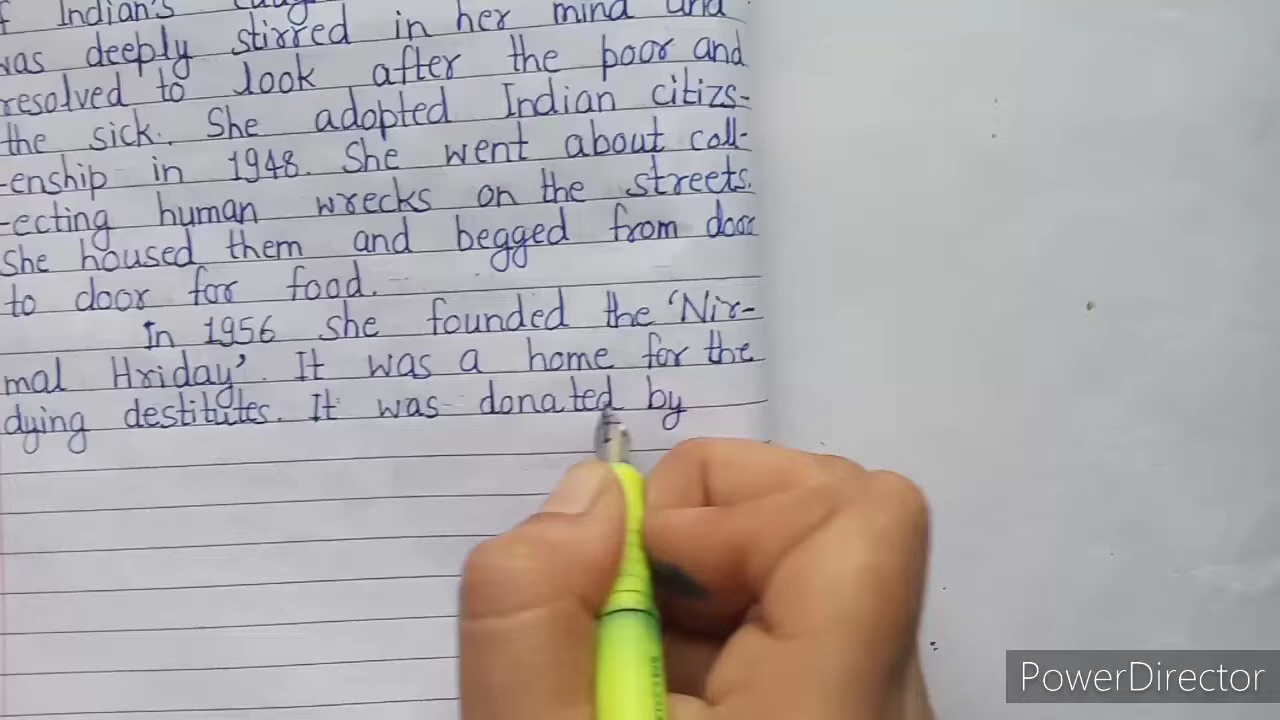 f Indian's
was deeply stirred in her mind and
resolved to look after the poor and
the sick. She adopted Indian citizs-
-enship in 1948. She went about coll-
-ecting human wrecks on the streets.
She housed them and begged from door
to door for food.
In 1956 she founded the 'Nir-
mal Hriday'. It was a home for the
dying destitutes. It was donated by
PowerDirector